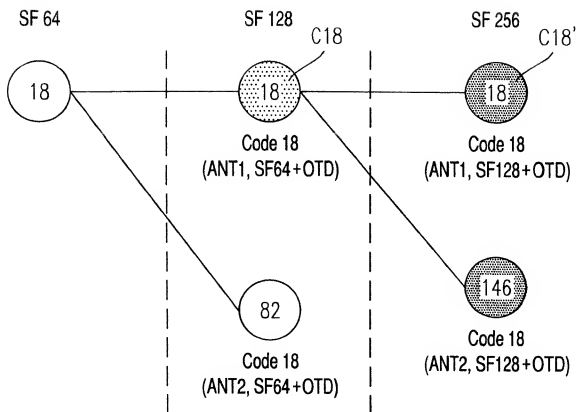 SF 64
SF 128
SF 256
C18
C18'
18
18
18
Code 18
(ANT1, SF64+OTD)
Code 18
(ANT1, SF128+OTD)
82
146
Code 18
(ANT2, SF64+OTD)
Code 18
(ANT2, SF128+OTD)